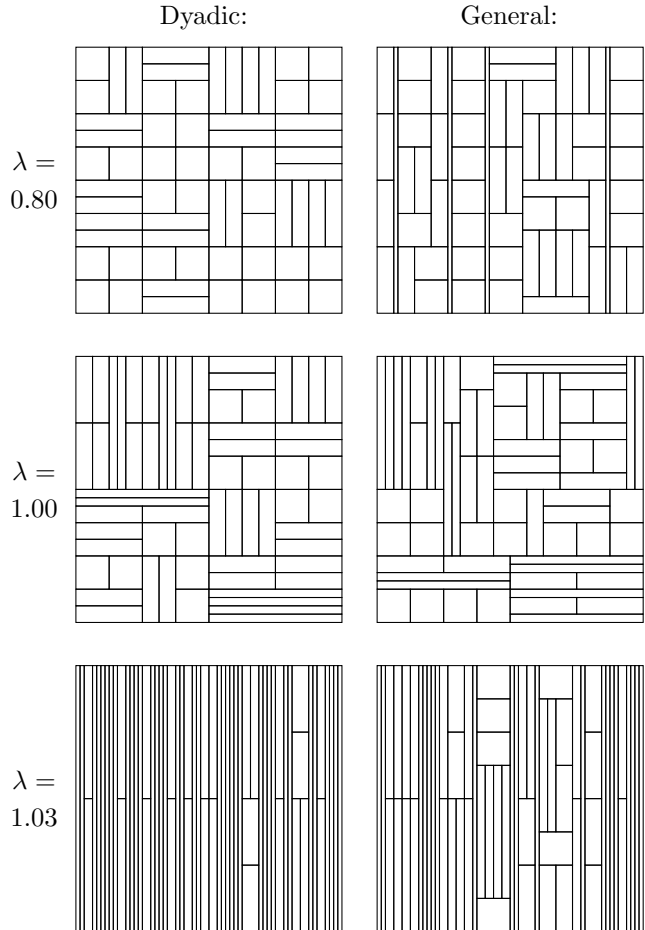 Dyadic: General:
λ =
0.80
λ =
1.00
λ =
1.03